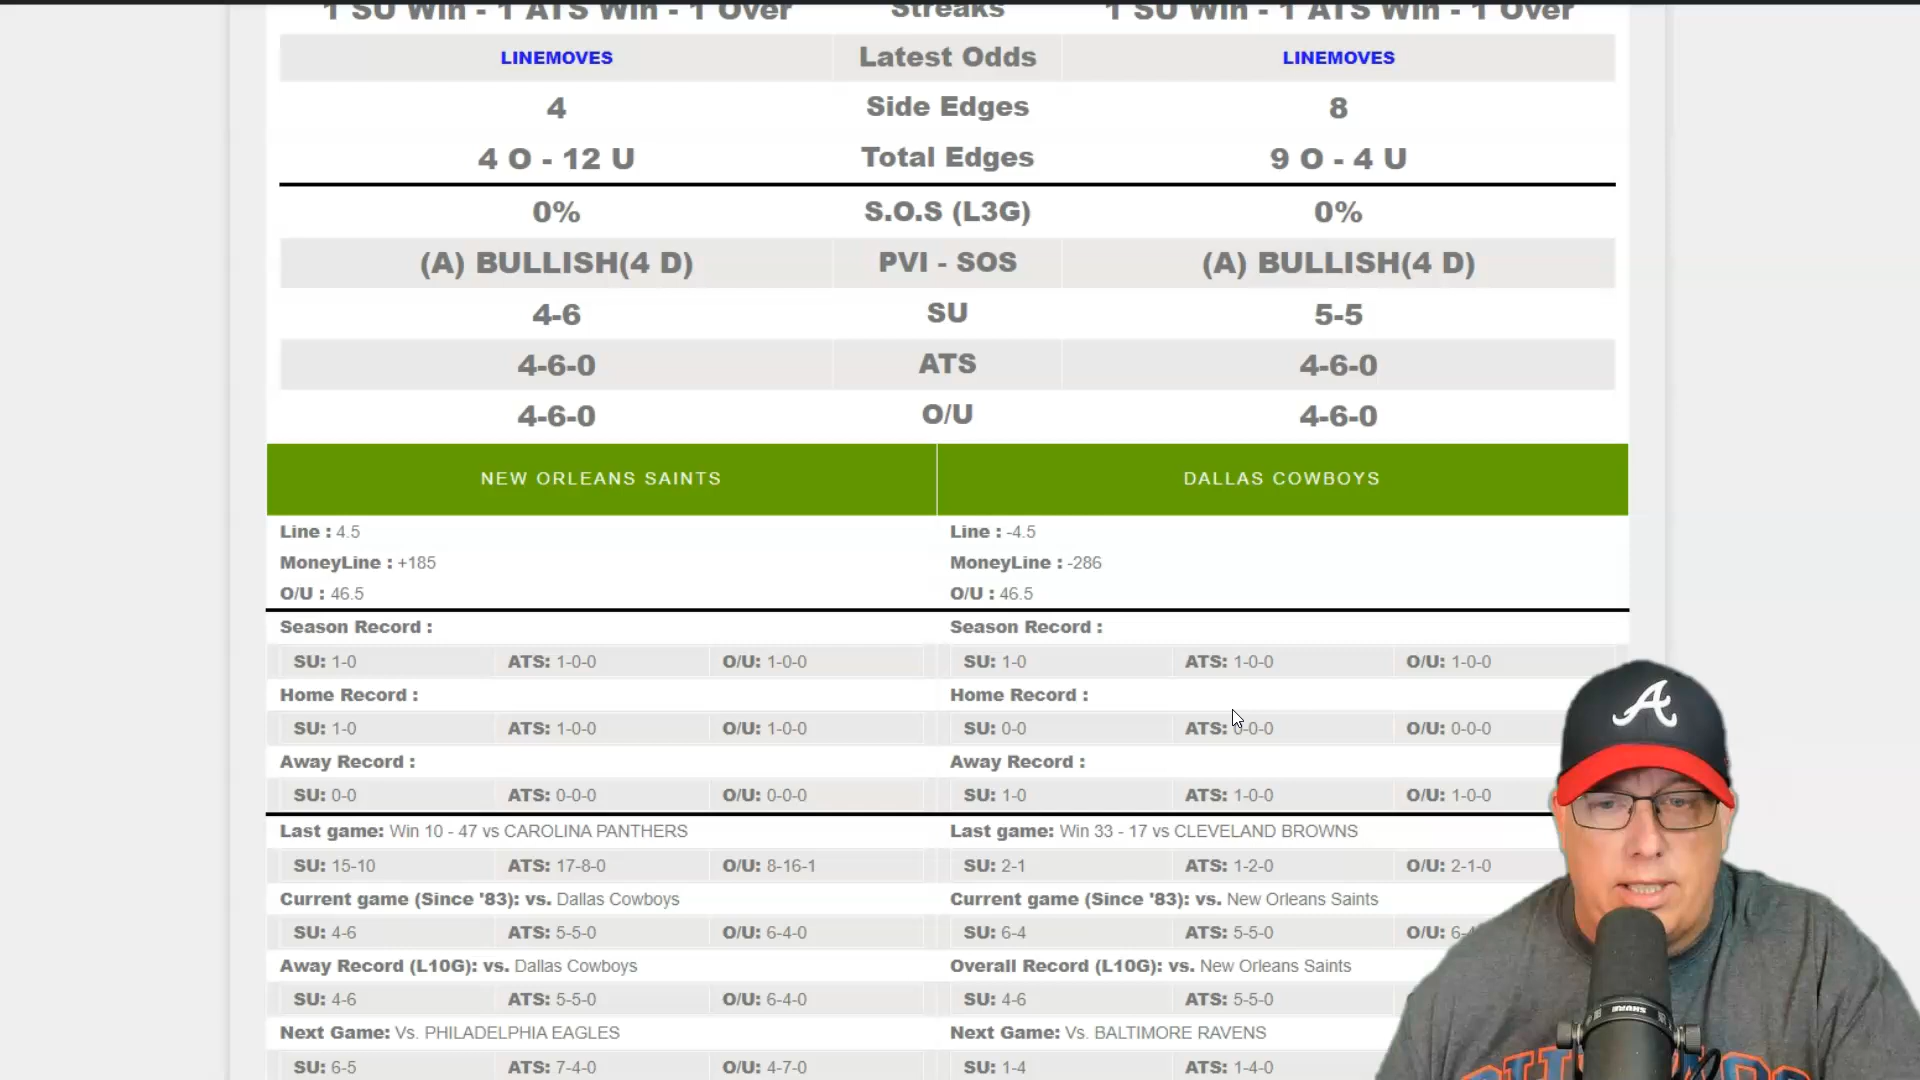 1 SU Win - 1 ATS Win - 1 Over Streaks 1 SU Win - 1 ATS Win - 1 Over
LINEMOVES Latest Odds LINEMOVES
4 Side Edges 8
4 O - 12 U Total Edges 9 O - 4 U
0% S.O.S (L3G) 0%
(A) BULLISH(4 D) PVI - SOS (A) BULLISH(4 D)
4-6 SU 5-5
4-6-0 ATS 4-6-0
4-6-0 O/U 4-6-0
NEW ORLEANS SAINTS DALLAS COWBOYS
Line : 4.5 Line : -4.5
MoneyLine : +185 MoneyLine : -286
O/U : 46.5 O/U : 46.5
Season Record : Season Record :
SU: 1-0 ATS: 1-0-0 O/U: 1-0-0 SU: 1-0 ATS: 1-0-0 O/U: 1-0-0
Home Record : Home Record :
SU: 1-0 ATS: 1-0-0 O/U: 1-0-0 SU: 0-0 ATS: 0-0-0 O/U: 0-0-0
Away Record : Away Record :
SU: 0-0 ATS: 0-0-0 O/U: 0-0-0 SU: 1-0 ATS: 1-0-0 O/U: 1-0-0
Last game: Win 10 - 47 vs CAROLINA PANTHERS Last game: Win 33 - 17 vs CLEVELAND BROWNS
SU: 15-10 ATS: 17-8-0 O/U: 8-16-1 SU: 2-1 ATS: 1-2-0 O/U: 2-1-0
Current game (Since '83): vs. Dallas Cowboys Current game (Since '83): vs. New Orleans Saints
SU: 4-6 ATS: 5-5-0 O/U: 6-4-0 SU: 6-4 ATS: 5-5-0 O/U: 6-
Away Record (L10G): vs. Dallas Cowboys Overall Record (L10G): vs. New Orleans Saints
SU: 4-6 ATS: 5-5-0 O/U: 6-4-0 SU: 4-6 ATS: 5-5-0
Next Game: Vs. PHILADELPHIA EAGLES Next Game: Vs. BALTIMORE RAVENS
SU: 6-5 ATS: 7-4-0 O/U: 4-7-0 SU: 1-4 ATS: 1-4-0
A